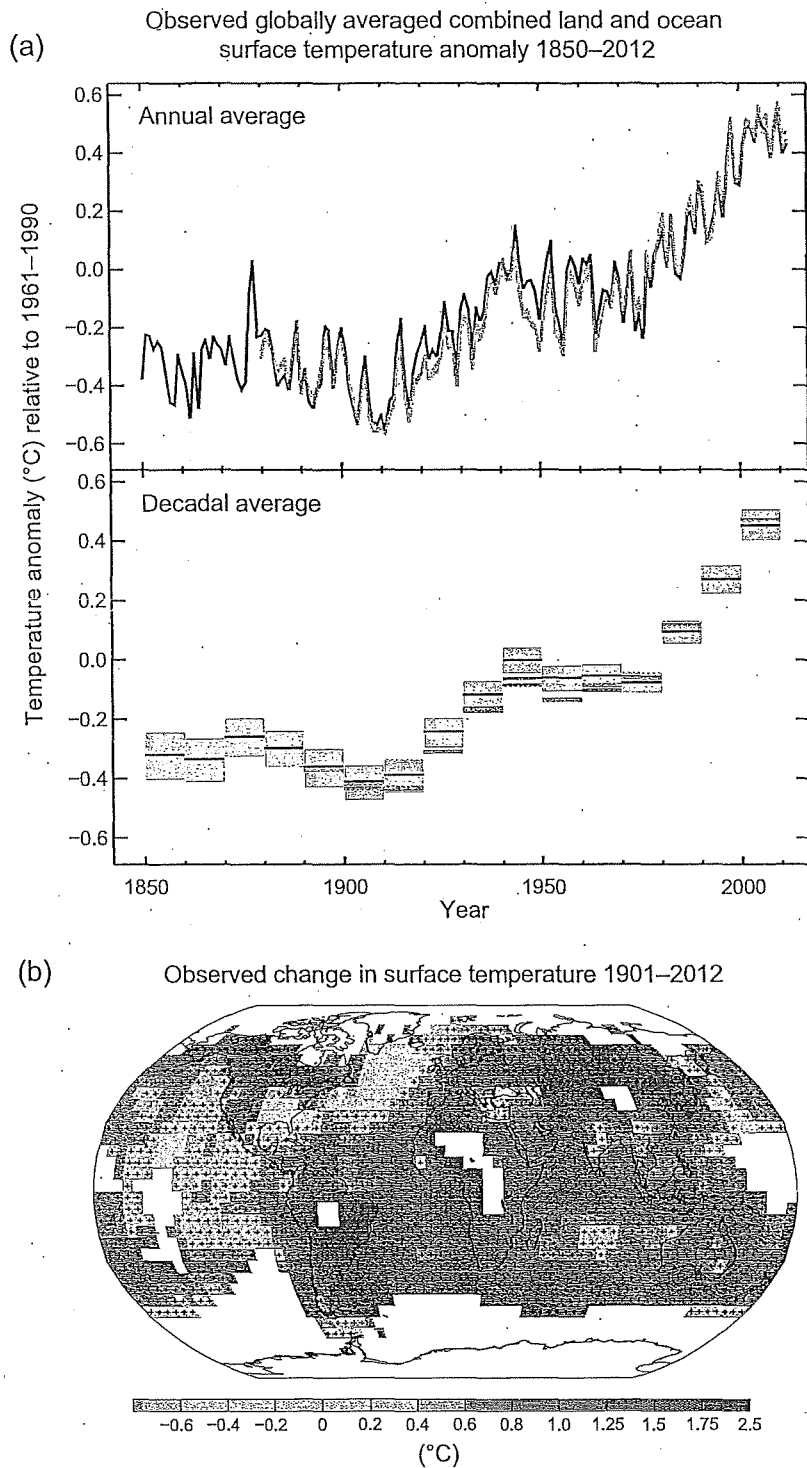 (a)
Observed globally averaged combined land and ocean
surface temperature anomaly 1850–2012
Temperature anomaly (°C) relative to 1961–1990
Annual average
0.6
0.4
0.2
0.0
−0.2
−0.4
−0.6
Decadal average
0.6
0.4
0.2
0.0
−0.2
−0.4
−0.6
1850 1900 1950 2000
Year
(b)
Observed change in surface temperature 1901–2012
−0.6 −0.4 −0.2 0 0.2 0.4 0.6 0.8 1.0 1.25 1.5 1.75 2.5
(°C)